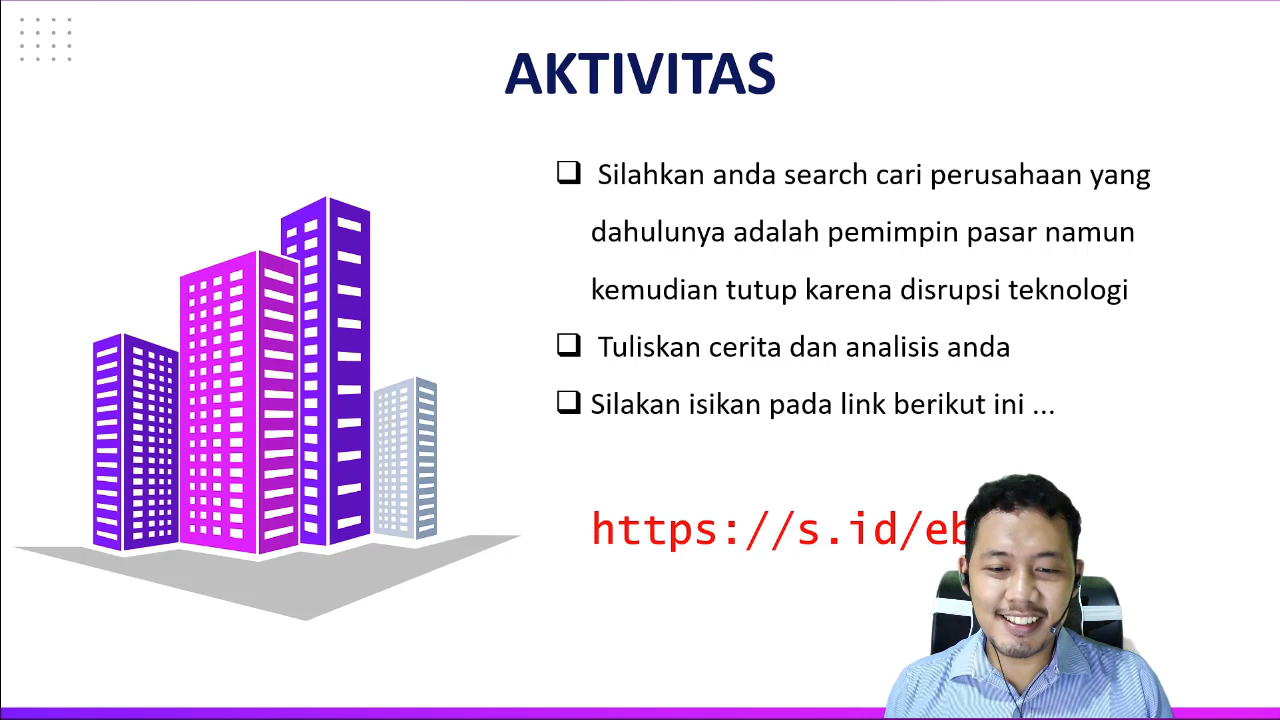 AKTIVITAS
Silahkan anda search cari perusahaan yang
dahulunya adalah pemimpin pasar namun
kemudian tutup karena disrupsi teknologi
Tuliskan cerita dan analisis anda
Silakan isikan pada link berikut ini ...
https://s.id/eb